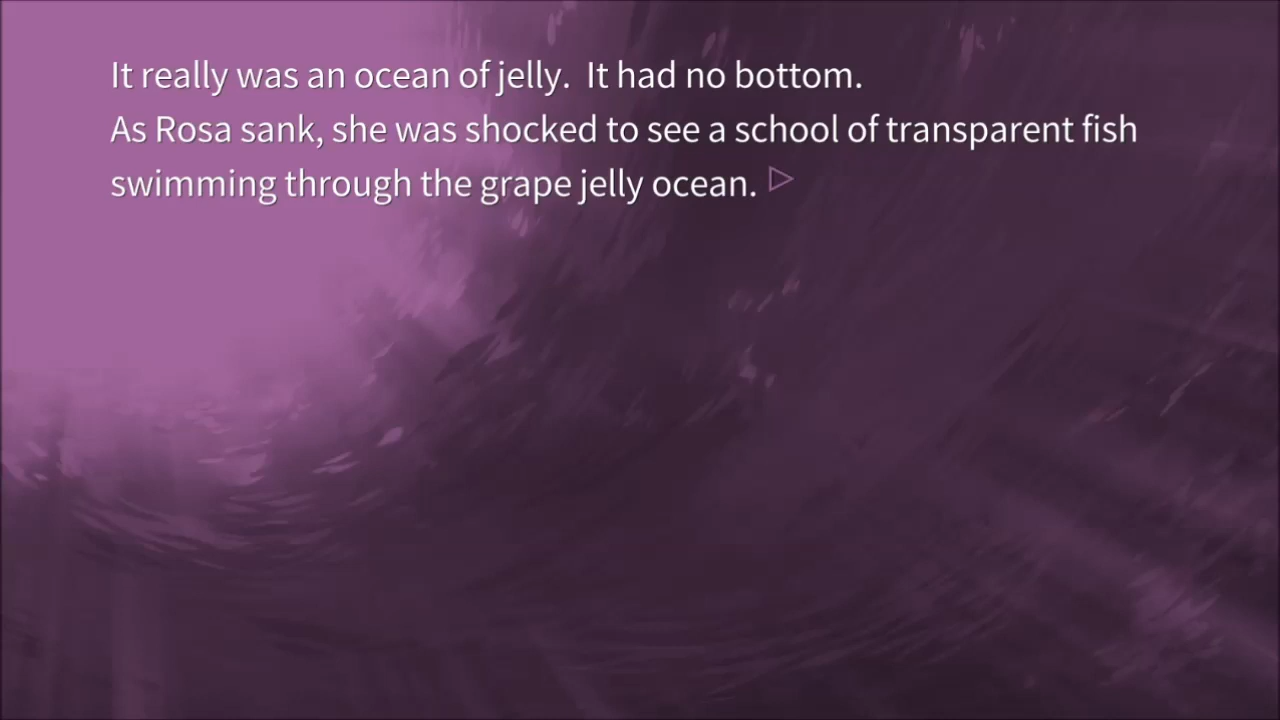 It really was an ocean of jelly.  It had no bottom.
As Rosa sank, she was shocked to see a school of transparent fish
swimming through the grape jelly ocean.